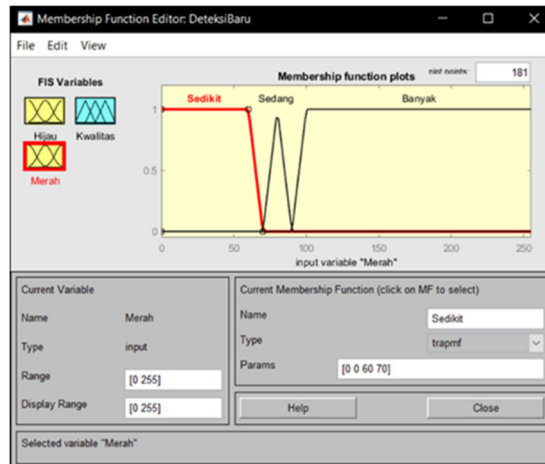 Membership Function Editor: DeteksiBaru
File Edit View
FIS Variables
Hijau
Kwalitas
Merah
Membership function plots
plot points:
181
Sedikit
Sedang
Banyak
1
0.5
0
0 50 100 150 200 250
input variable "Merah"
Current Variable
Name Merah
Type input
Range [0 255]
Display Range [0 255]
Current Membership Function (click on MF to select)
Name Sedikit
Type trapmf
Params [0 0 60 70]
Help Close
Selected variable "Merah"